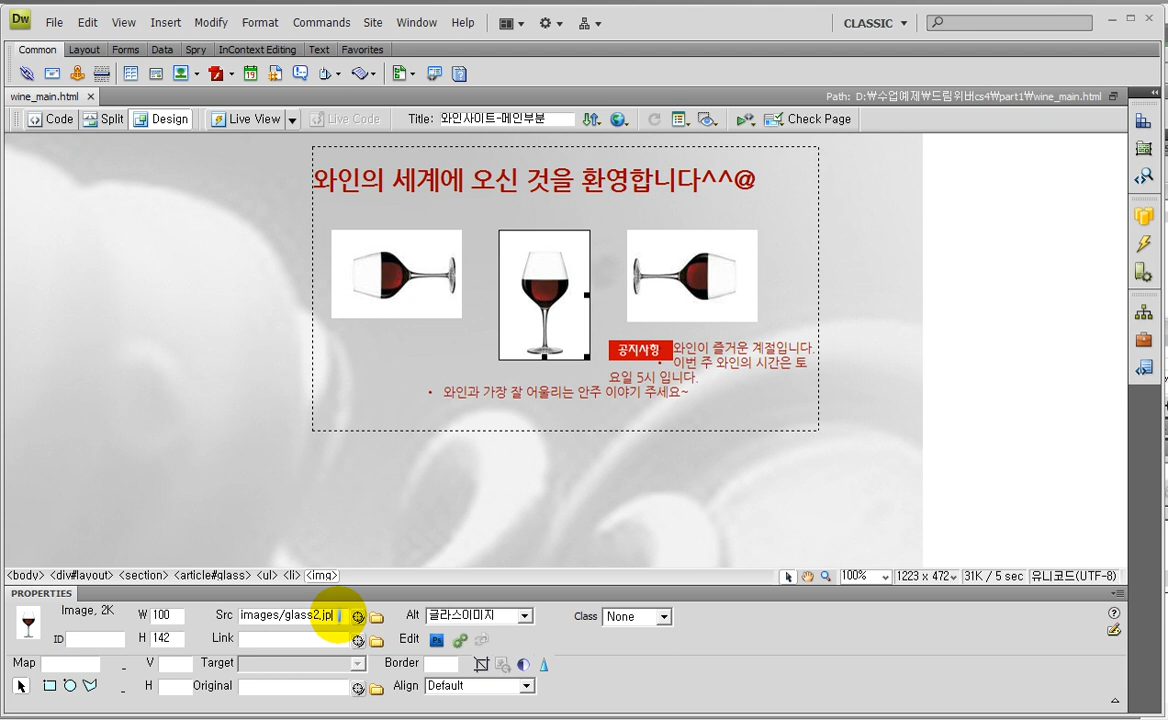 Dw File Edit View Insert Modify Format Commands Site Window Help CLASSIC
Common Layout Forms Data Spry InContext Editing Text Favorites
wine_main.html × Path: D:₩수업예제₩드림위버cs4₩part1₩wine_main.html
Code Split Design Live View Live Code Title: 와인사이트-메인부분 Check Page
와인의 세계에 오신 것을 환영합니다^^@
공지사항 와인이 즐거운 계절입니다.
• 이번 주 와인의 시간은 토
요일 5시 입니다.
• 와인과 가장 잘 어울리는 안주 이야기 주세요~
<body> <div#layout> <section> <article#glass> <ul> <li> <img> 100% 1223 x 472 31K / 5 sec 유니코드(UTF-8)
PROPERTIES
Image, 2K W 100 Src images/glass2.jp Alt 글라스이미지 Class None
ID H 142 Link Edit Ps
Map V Target Border
H Original Align Default